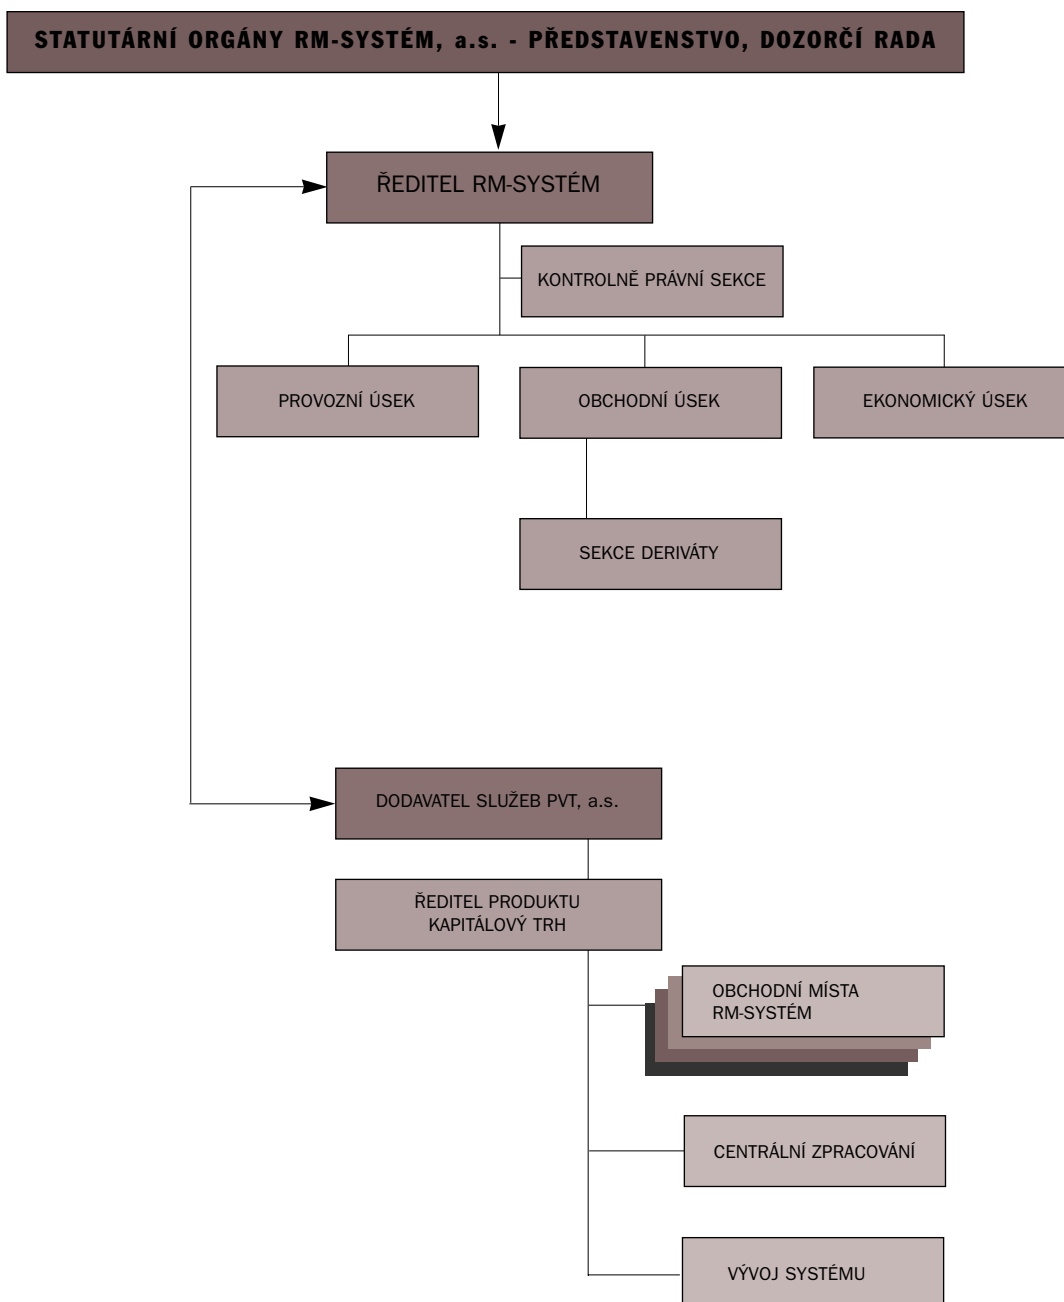 STATUTÁRNÍ ORGÁNY RM-SYSTÉM, a.s. - PŘEDSTAVENSTVO, DOZORČÍ RADA
ŘEDITEL RM-SYSTÉM
KONTROLNĚ PRÁVNÍ SEKCE
PROVOZNÍ ÚSEK
OBCHODNÍ ÚSEK
EKONOMICKÝ ÚSEK
SEKCE DERIVÁTY
DODAVATEL SLUŽEB PVT, a.s.
ŘEDITEL PRODUKTU
KAPITÁLOVÝ TRH
OBCHODNÍ MÍSTA
RM-SYSTÉM
CENTRÁLNÍ ZPRACOVÁNÍ
VÝVOJ SYSTÉMU